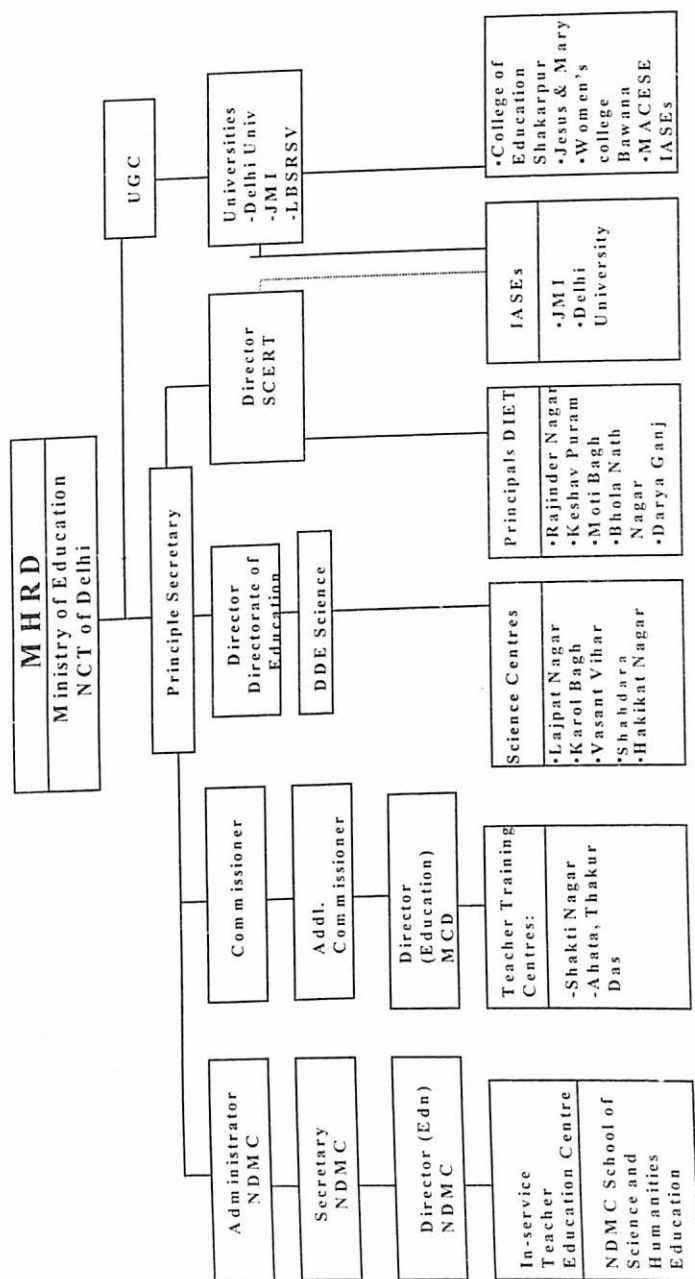 MHRD
Ministry of Education
NCT of Delhi
UGC
Principle Secretary
Administrator
NDMC
Commissioner
Director
Directorate of
Education
Director
SCERT
Universities
-Delhi Univ
-JMI
-LBSRSV
Secretary
NDMC
Addl.
Commissioner
DDE Science
Director (Edn)
NDMC
Director
(Education)
MCD
In-service
Teacher
Education Centre
NDMC School of
Science and
Humanities
Education
Teacher Training
Centres:
-Shakti Nagar
-Ahata, Thakur
Das
Science Centres
•Lajpat Nagar
•Karol Bagh
•Vasant Vihar
•Shahdara
•Hakikat Nagar
Principals DIET
•Rajinder Nagar
•Keshav Puram
•Moti Bagh
•Bhola Nath
Nagar
•Darya Ganj
IASEs
•JMI
•Delhi
University
•College of
Education
Shakarpur
•Jesus & Mary
•Women's
college
Bawana
•MACESE
IASEs